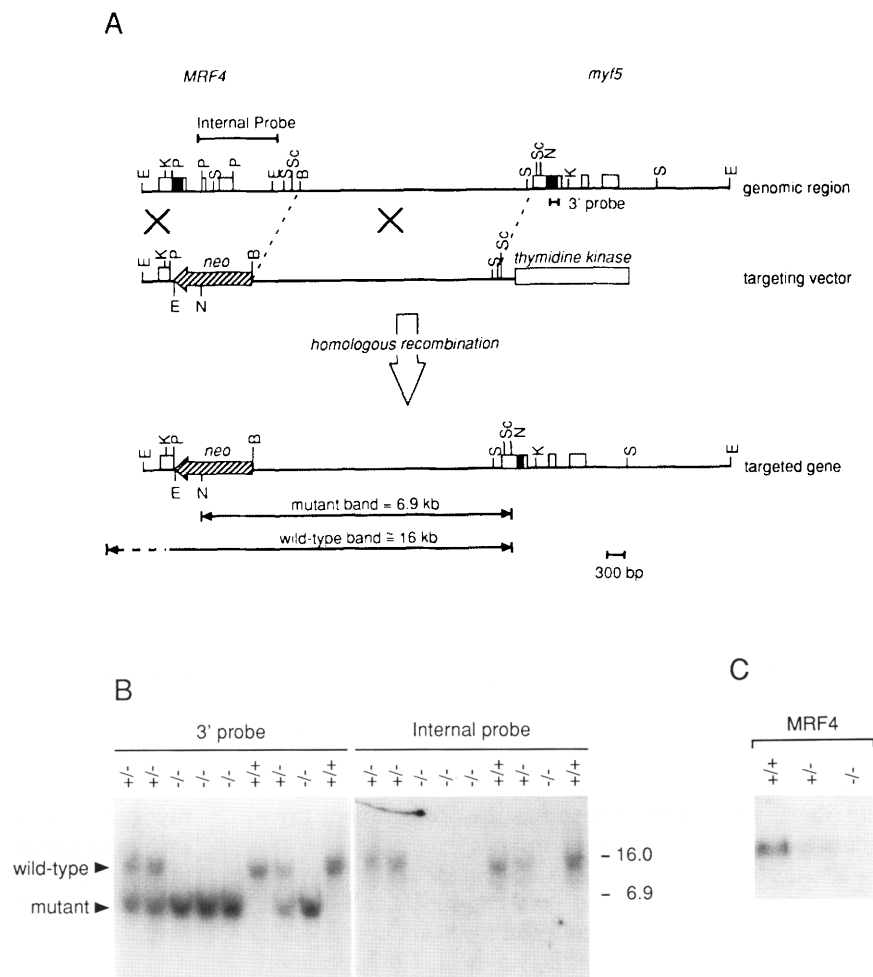 A
MRF4 myf5
Internal Probe
E K P P S P E S Sc B S Sc N K S E
genomic region
3' probe
E K P neo B S Sc thymidine kinase
targeting vector
E N
homologous recombination
E K P neo B S Sc N K S E
targeted gene
E N
mutant band = 6.9 kb
wild-type band ≅ 16 kb
300 bp
B
3' probe Internal probe
+/- +/- -/- -/- -/- +/+ +/- -/- +/+ +/- +/- -/- -/- -/- +/+ +/- -/- +/+
wild-type
- 16.0
- 6.9
mutant
C
MRF4
+/+ +/- -/-